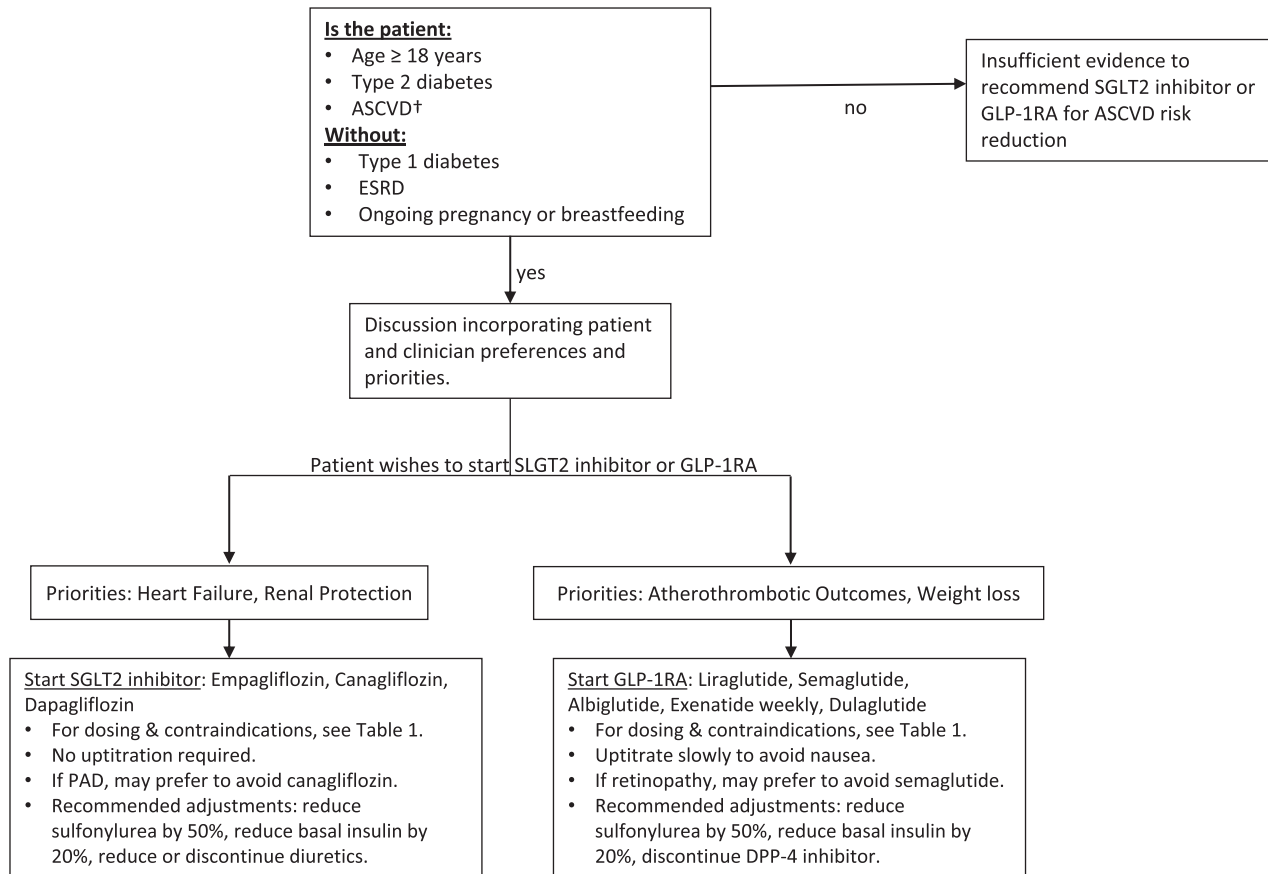 Is the patient:
• Age ≥ 18 years
• Type 2 diabetes
• ASCVD†
Without:
• Type 1 diabetes
• ESRD
• Ongoing pregnancy or breastfeeding
no
Insufficient evidence to
recommend SGLT2 inhibitor or
GLP-1RA for ASCVD risk
reduction
yes
Discussion incorporating patient
and clinician preferences and
priorities.
Patient wishes to start SLGT2 inhibitor or GLP-1RA
Priorities: Heart Failure, Renal Protection
Priorities: Atherothrombotic Outcomes, Weight loss
Start SGLT2 inhibitor: Empagliflozin, Canagliflozin,
Dapagliflozin
• For dosing & contraindications, see Table 1.
• No uptitration required.
• If PAD, may prefer to avoid canagliflozin.
• Recommended adjustments: reduce
sulfonylurea by 50%, reduce basal insulin by
20%, reduce or discontinue diuretics.
Start GLP-1RA: Liraglutide, Semaglutide,
Albiglutide, Exenatide weekly, Dulaglutide
• For dosing & contraindications, see Table 1.
• Uptitrate slowly to avoid nausea.
• If retinopathy, may prefer to avoid semaglutide.
• Recommended adjustments: reduce
sulfonylurea by 50%, reduce basal insulin by
20%, discontinue DPP-4 inhibitor.